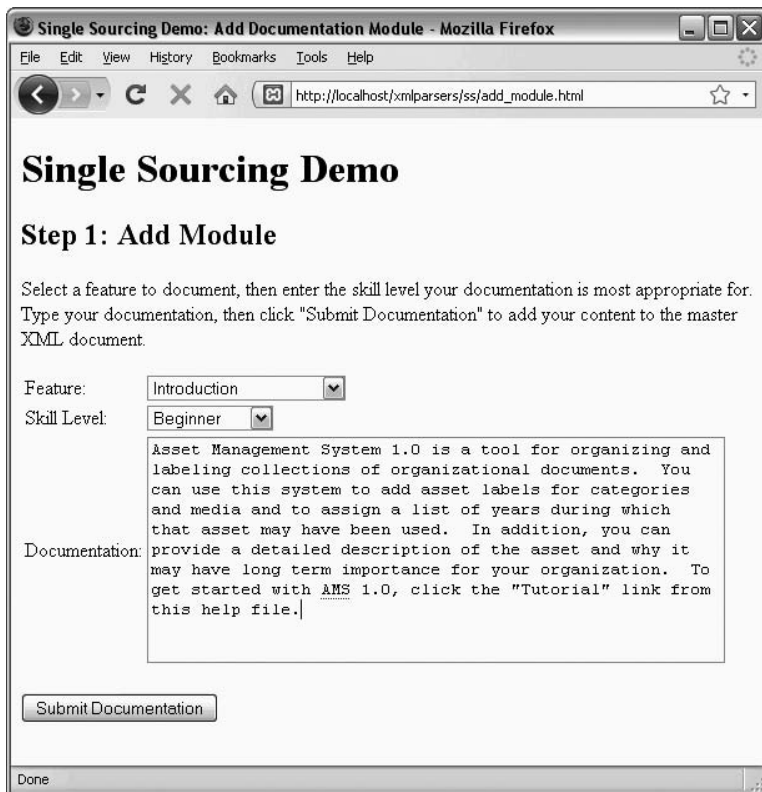 Single Sourcing Demo: Add Documentation Module - Mozilla Firefox
File Edit View History Bookmarks Tools Help
http://localhost/xmlparsers/ss/add_module.html
Single Sourcing Demo
Step 1: Add Module
Select a feature to document, then enter the skill level your documentation is most appropriate for.
Type your documentation, then click "Submit Documentation" to add your content to the master
XML document.
Feature: Introduction
Skill Level: Beginner
Documentation:
Asset Management System 1.0 is a tool for organizing and
labeling collections of organizational documents.  You
can use this system to add asset labels for categories
and media and to assign a list of years during which
that asset may have been used.  In addition, you can
provide a detailed description of the asset and why it
may have long term importance for your organization.  To
get started with AMS 1.0, click the "Tutorial" link from
this help file.
Submit Documentation
Done